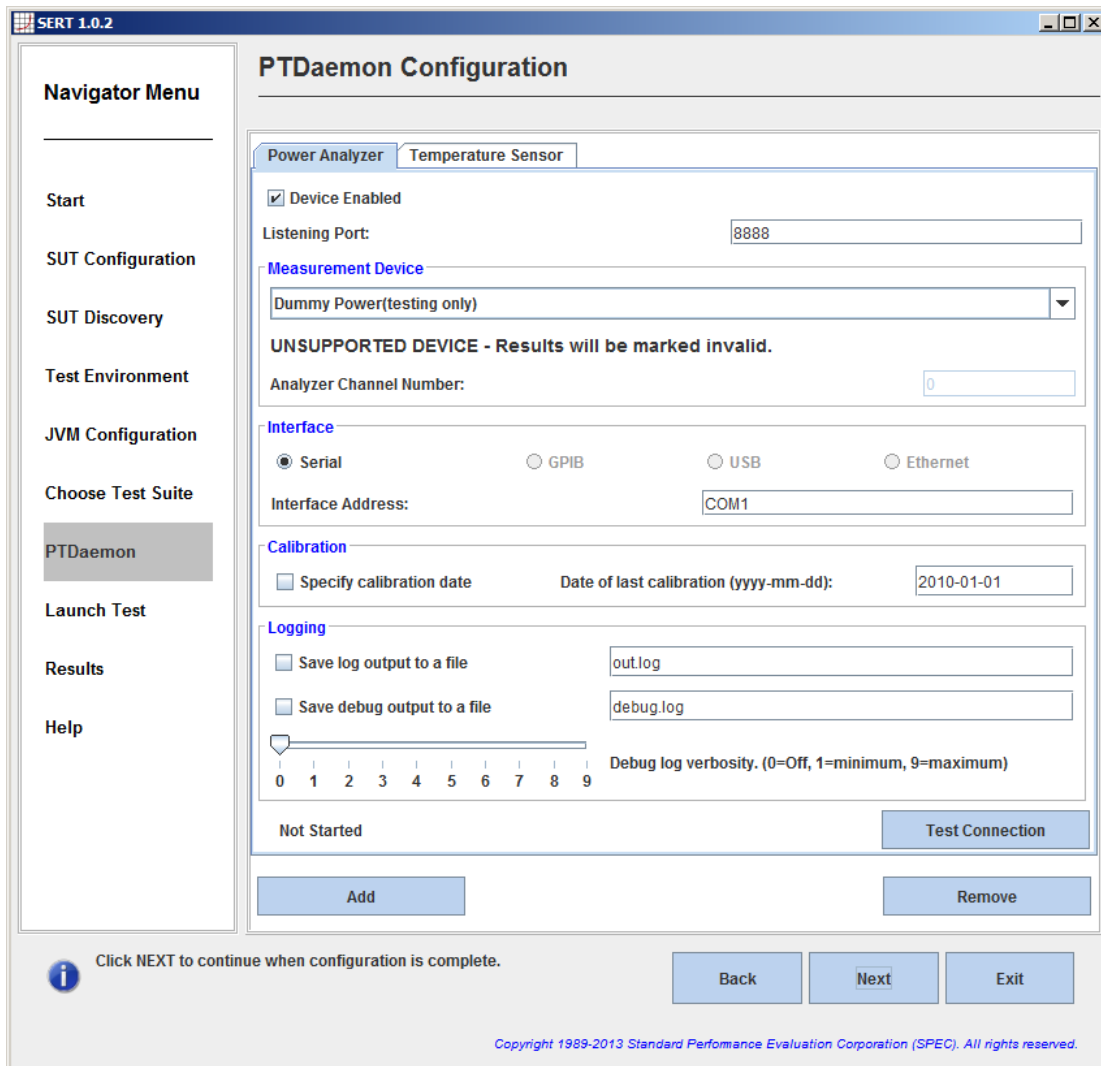 SERT 1.0.2
Navigator Menu
Start
SUT Configuration
SUT Discovery
Test Environment
JVM Configuration
Choose Test Suite
PTDaemon
Launch Test
Results
Help
PTDaemon Configuration
Power Analyzer Temperature Sensor
Device Enabled
Listening Port: 8888
Measurement Device
Dummy Power(testing only)
UNSUPPORTED DEVICE - Results will be marked invalid.
Analyzer Channel Number: 0
Interface
Serial GPIB USB Ethernet
Interface Address: COM1
Calibration
Specify calibration date Date of last calibration (yyyy-mm-dd): 2010-01-01
Logging
Save log output to a file out.log
Save debug output to a file debug.log
0 1 2 3 4 5 6 7 8 9
Debug log verbosity. (0=Off, 1=minimum, 9=maximum)
Not Started Test Connection
Add Remove
Click NEXT to continue when configuration is complete.
Back Next Exit
Copyright 1989-2013 Standard Performance Evaluation Corporation (SPEC). All rights reserved.